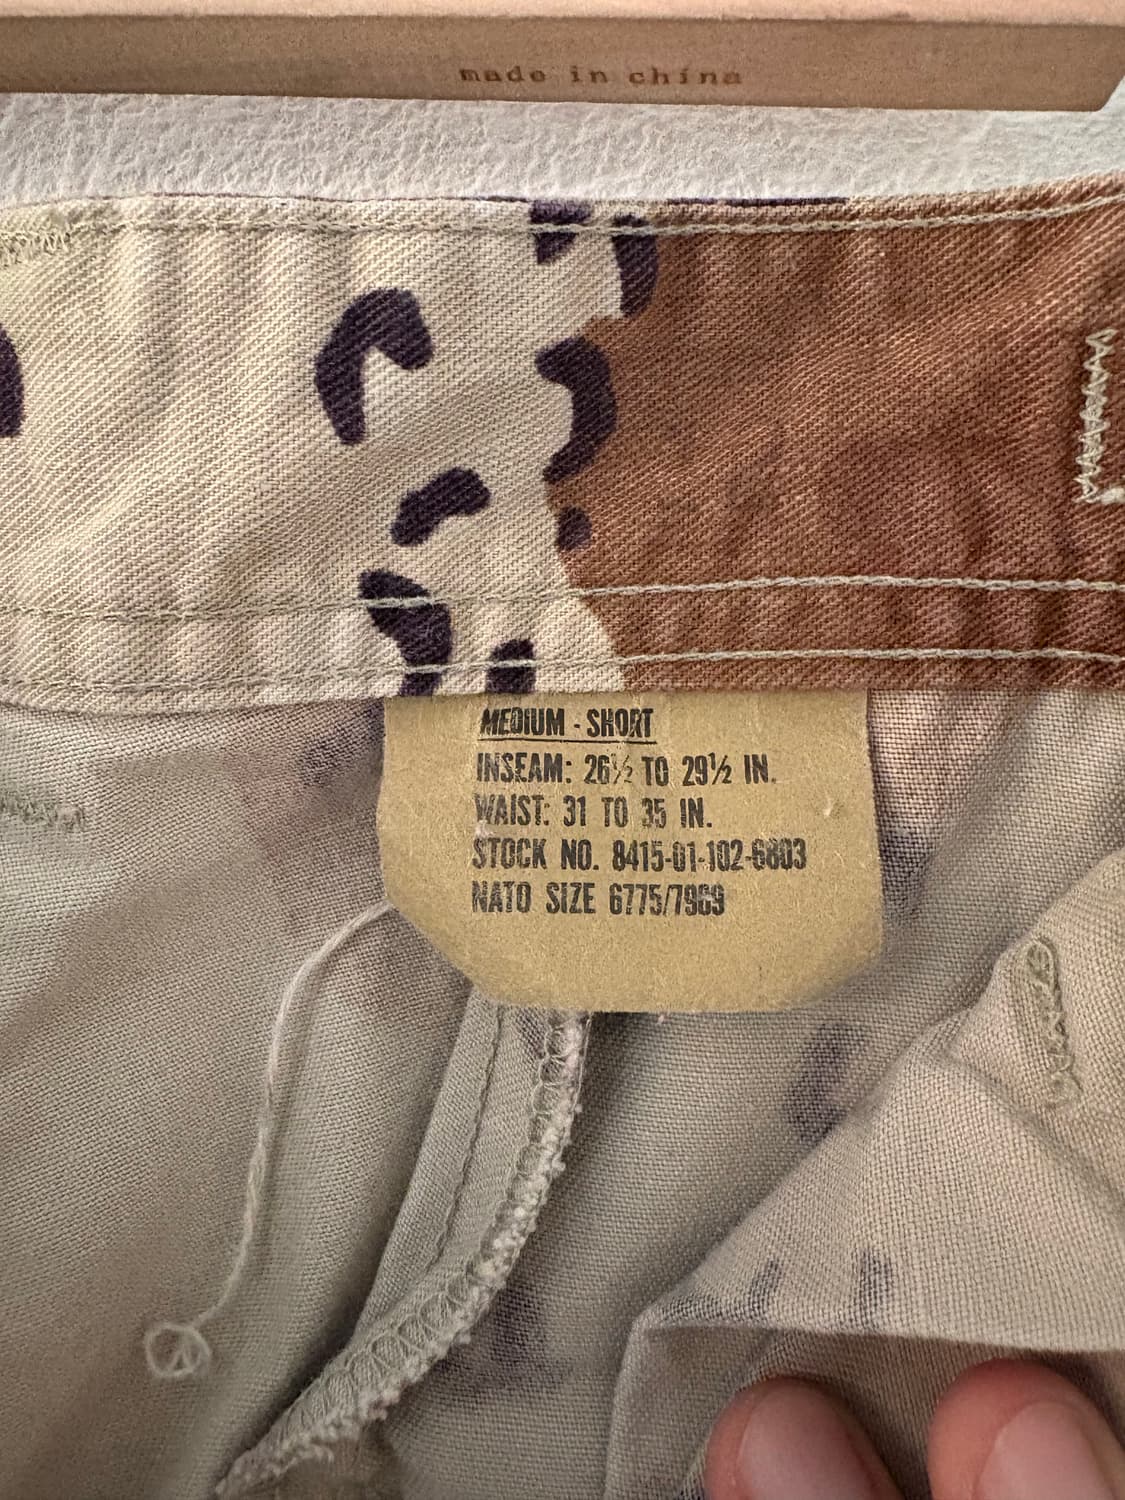 made in china
MEDIUM - SHORT
INSEAM: 26½ TO 29½ IN.
WAIST: 31 TO 35 IN.
STOCK NO. 8415-01-102-6803
NATO SIZE 6775/7969